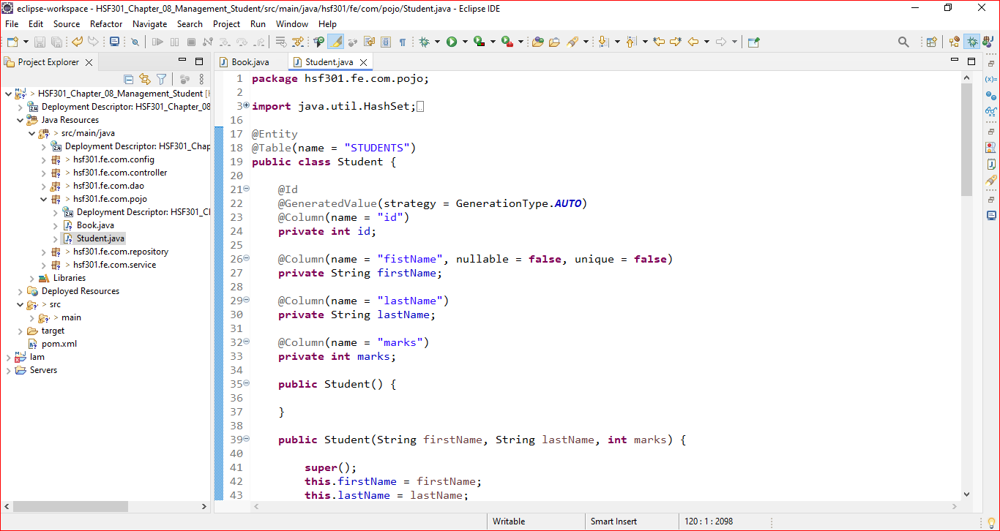 eclipse-workspace - HSF301_Chapter_08_Management_Student/src/main/java/hsf301/fe/com/pojo/Student.java - Eclipse IDE
File Edit Source Refactor Navigate Search Project Run Window Help
Project Explorer
Book.java Student.java
> HSF301_Chapter_08_Management_Student [
Deployment Descriptor: HSF301_Chapter_08
Java Resources
> src/main/java
Deployment Descriptor: HSF301_Chap
> hsf301.fe.com.config
> hsf301.fe.com.controller
> hsf301.fe.com.dao
> hsf301.fe.com.pojo
Deployment Descriptor: HSF301_Cl
Book.java
Student.java
> hsf301.fe.com.repository
> hsf301.fe.com.service
Libraries
Deployed Resources
> src
> main
target
pom.xml
lam
Servers
1 package hsf301.fe.com.pojo;
2
3 import java.util.HashSet;
16
17 @Entity
18 @Table(name = "STUDENTS")
19 public class Student {
20
21 @Id
22 @GeneratedValue(strategy = GenerationType.AUTO)
23 @Column(name = "id")
24 private int id;
25
26 @Column(name = "fistName", nullable = false, unique = false)
27 private String firstName;
28
29 @Column(name = "lastName")
30 private String lastName;
31
32 @Column(name = "marks")
33 private int marks;
34
35 public Student() {
36
37 }
38
39 public Student(String firstName, String lastName, int marks) {
40
41 super();
42 this.firstName = firstName;
43 this.lastName = lastName;
Writable Smart Insert 120 : 1 : 2098